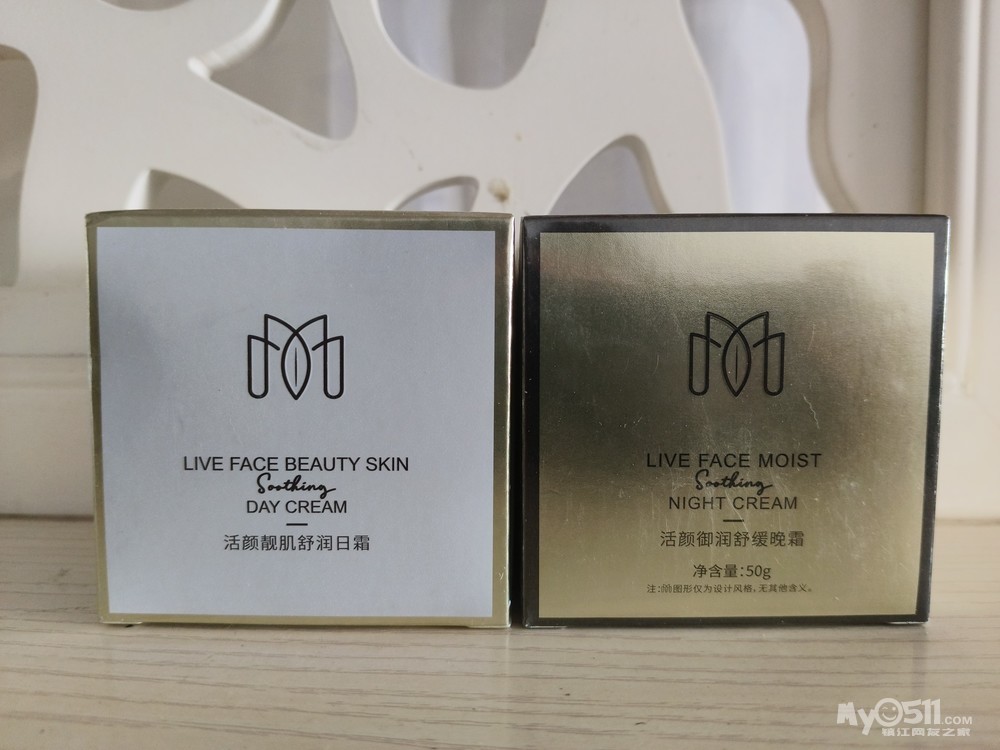 LIVE FACE BEAUTY SKIN
Soothing
DAY CREAM
活颜靓肌舒润日霜
LIVE FACE MOIST
Soothing
NIGHT CREAM
活颜御润舒缓晚霜
净含量:50g
注:图形仅为设计风格,无其他含义。
My0511.COM
镇江网友之家